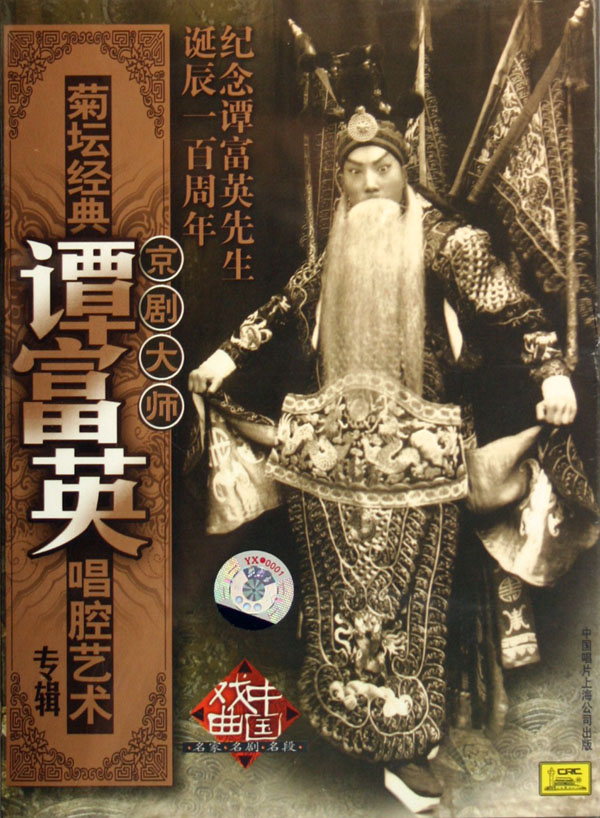 纪念谭富英先生
诞辰一百周年
菊坛经典
京剧大师
谭富英
唱腔艺术
专辑
YX 0001
中国
戏曲
·名家·名剧·名段·
中国唱片上海公司出版
CRC